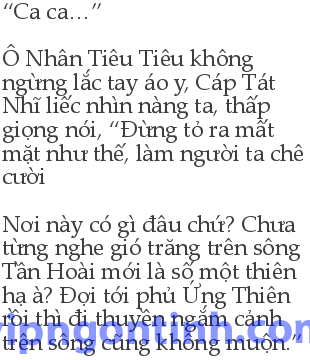 “Ca ca…”
Ô Nhân Tiêu Tiêu không
ngừng lắc tay áo y, Cáp Tát
Nhĩ liếc nhìn nàng ta, thấp
giọng nói, “Đừng tỏ ra mất
mặt như thế, làm người ta chê
cười
Nơi này có gì đâu chứ? Chưa
từng nghe gió trăng trên sông
Tần Hoài mới là số một thiên
hạ à? Đợi tới phủ Ứng Thiên
rồi thì đi thuyền ngắm cảnh
trên sông cũng không muộn.”
vipngontinh.com